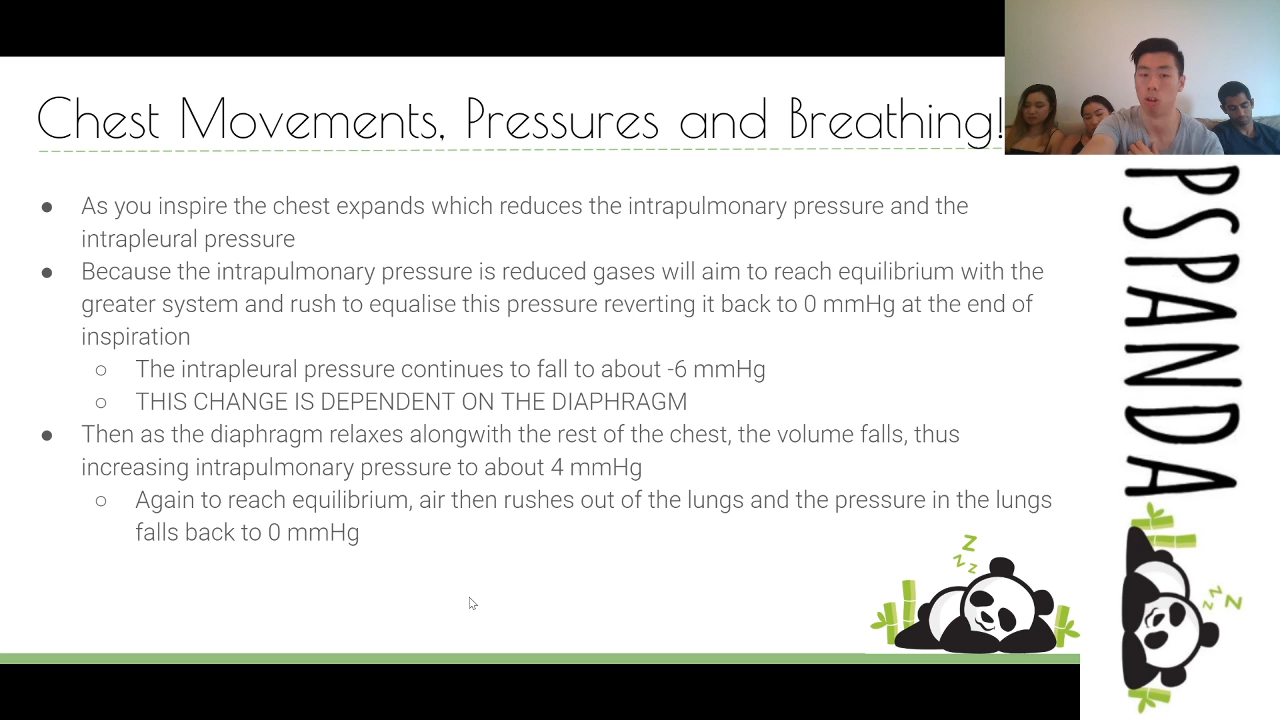 Chest Movements, Pressures and Breathing!
● As you inspire the chest expands which reduces the intrapulmonary pressure and the
intrapleural pressure
● Because the intrapulmonary pressure is reduced gases will aim to reach equilibrium with the
greater system and rush to equalise this pressure reverting it back to 0 mmHg at the end of
inspiration
○ The intrapleural pressure continues to fall to about -6 mmHg
○ THIS CHANGE IS DEPENDENT ON THE DIAPHRAGM
● Then as the diaphragm relaxes alongwith the rest of the chest, the volume falls, thus
increasing intrapulmonary pressure to about 4 mmHg
○ Again to reach equilibrium, air then rushes out of the lungs and the pressure in the lungs
falls back to 0 mmHg
z z z
PSPANDA
z z z